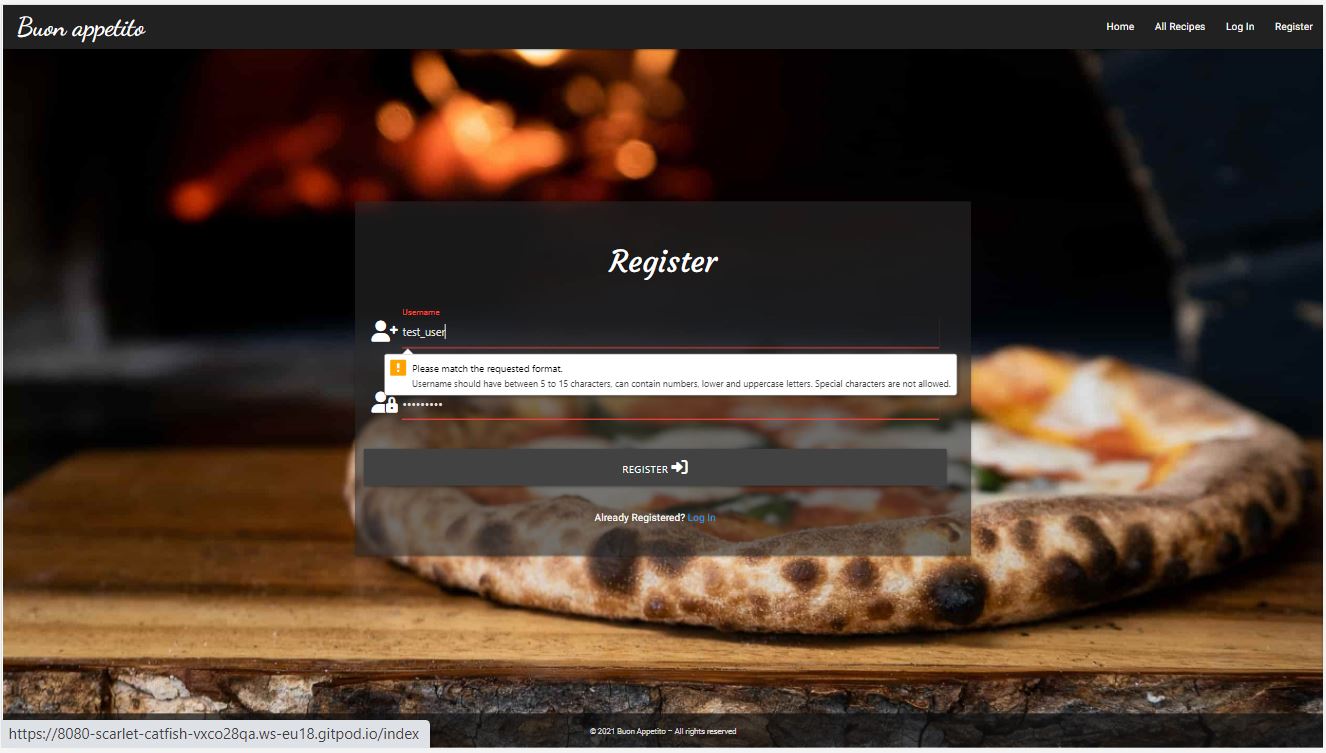 Buon appetito
Home All Recipes Log In Register
Register
Username
test_user
Please match the requested format.
Username should have between 5 to 15 characters, can contain numbers, lower and uppercase letters. Special characters are not allowed.
•••••••••
REGISTER
Already Registered? Log In
© 2021 Buon Appetito ~ All rights reserved
https://8080-scarlet-catfish-vxco28qa.ws-eu18.gitpod.io/index